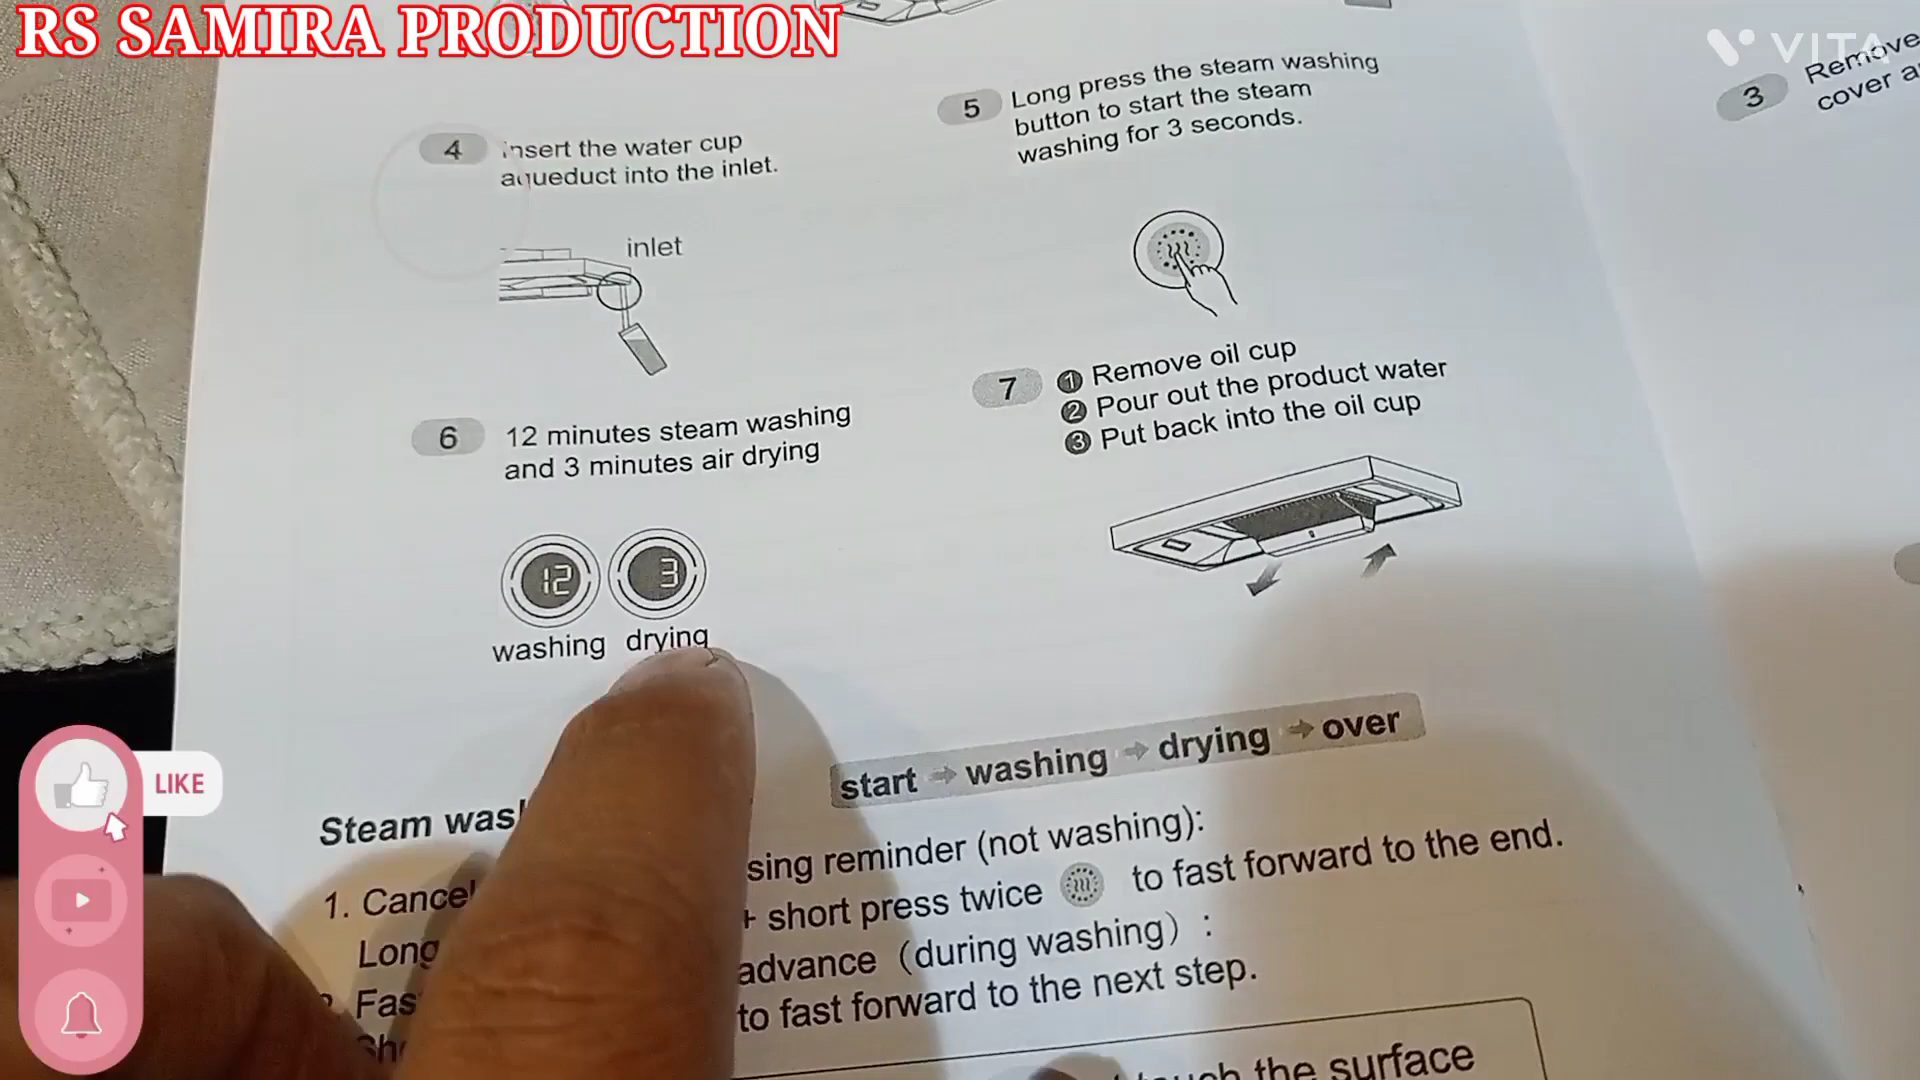 RS SAMIRA PRODUCTION
VITA
4
Insert the water cup
aqueduct into the inlet.
inlet
5
Long press the steam washing
button to start the steam
washing for 3 seconds.
3
Remove
cover
6
12 minutes steam washing
and 3 minutes air drying
12
3
washing
drying
7
1 Remove oil cup
2 Pour out the product water
3 Put back into the oil cup
start → washing → drying → over
Steam
sing reminder (not washing):
1. Cancel
Long
+ short press twice to fast forward to the end.
advance (during washing) :
to fast forward to the next step.
the surface
LIKE